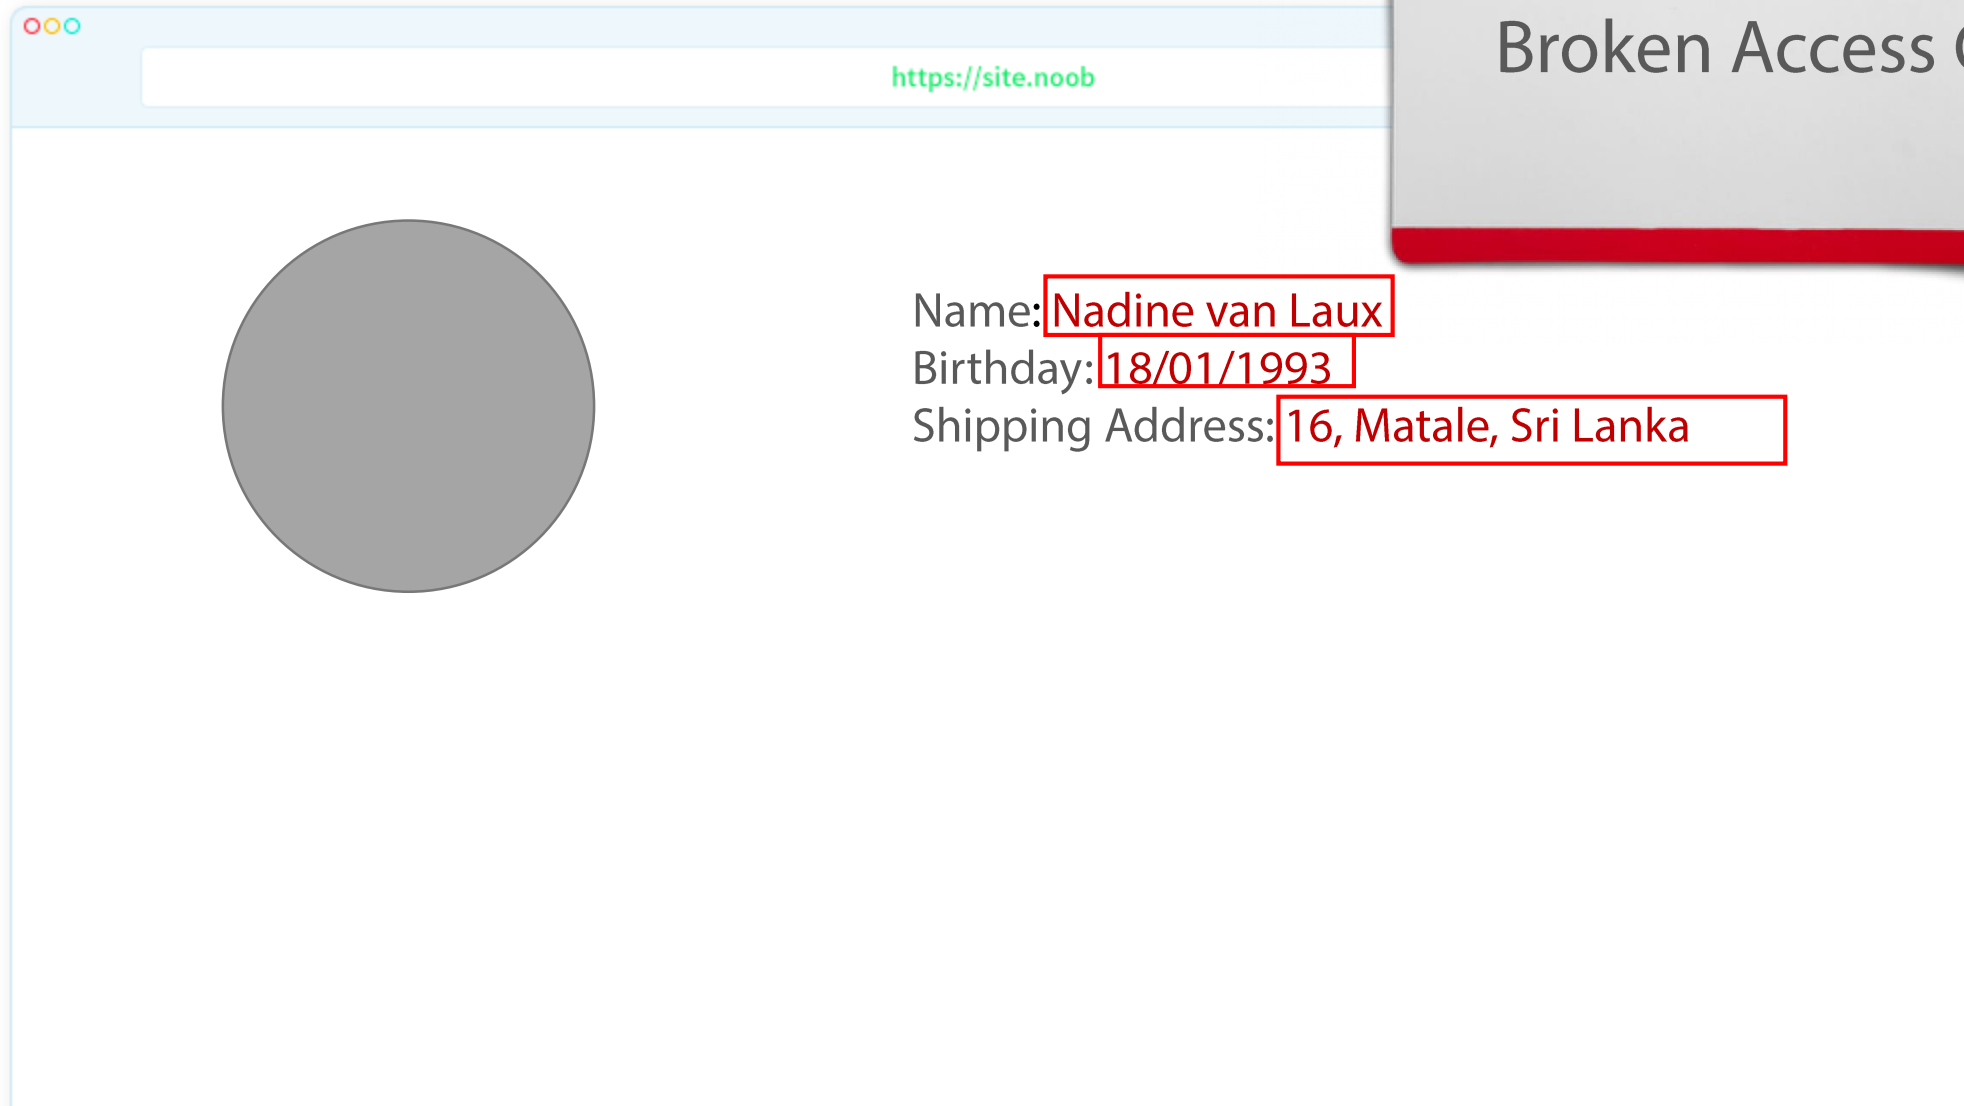 https://site.noob
Broken Access
Name: Nadine van Laux
Birthday: 18/01/1993
Shipping Address: 16, Matale, Sri Lanka